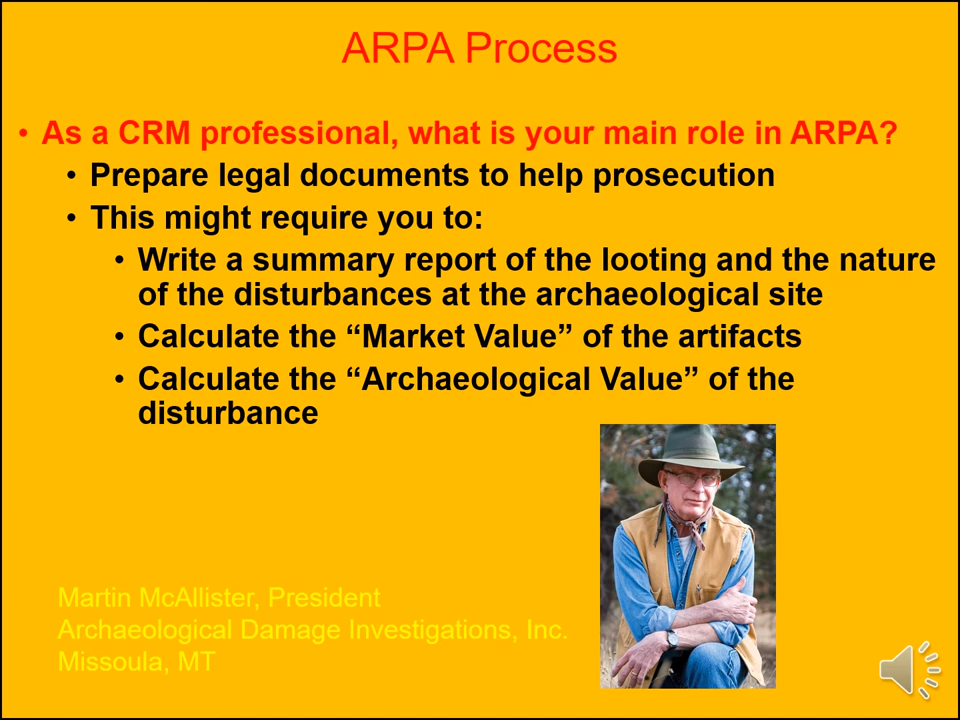 ARPA Process
• As a CRM professional, what is your main role in ARPA?
• Prepare legal documents to help prosecution
• This might require you to:
• Write a summary report of the looting and the nature
of the disturbances at the archaeological site
• Calculate the “Market Value” of the artifacts
• Calculate the “Archaeological Value” of the
disturbance
Martin McAllister, President
Archaeological Damage Investigations, Inc.
Missoula, MT